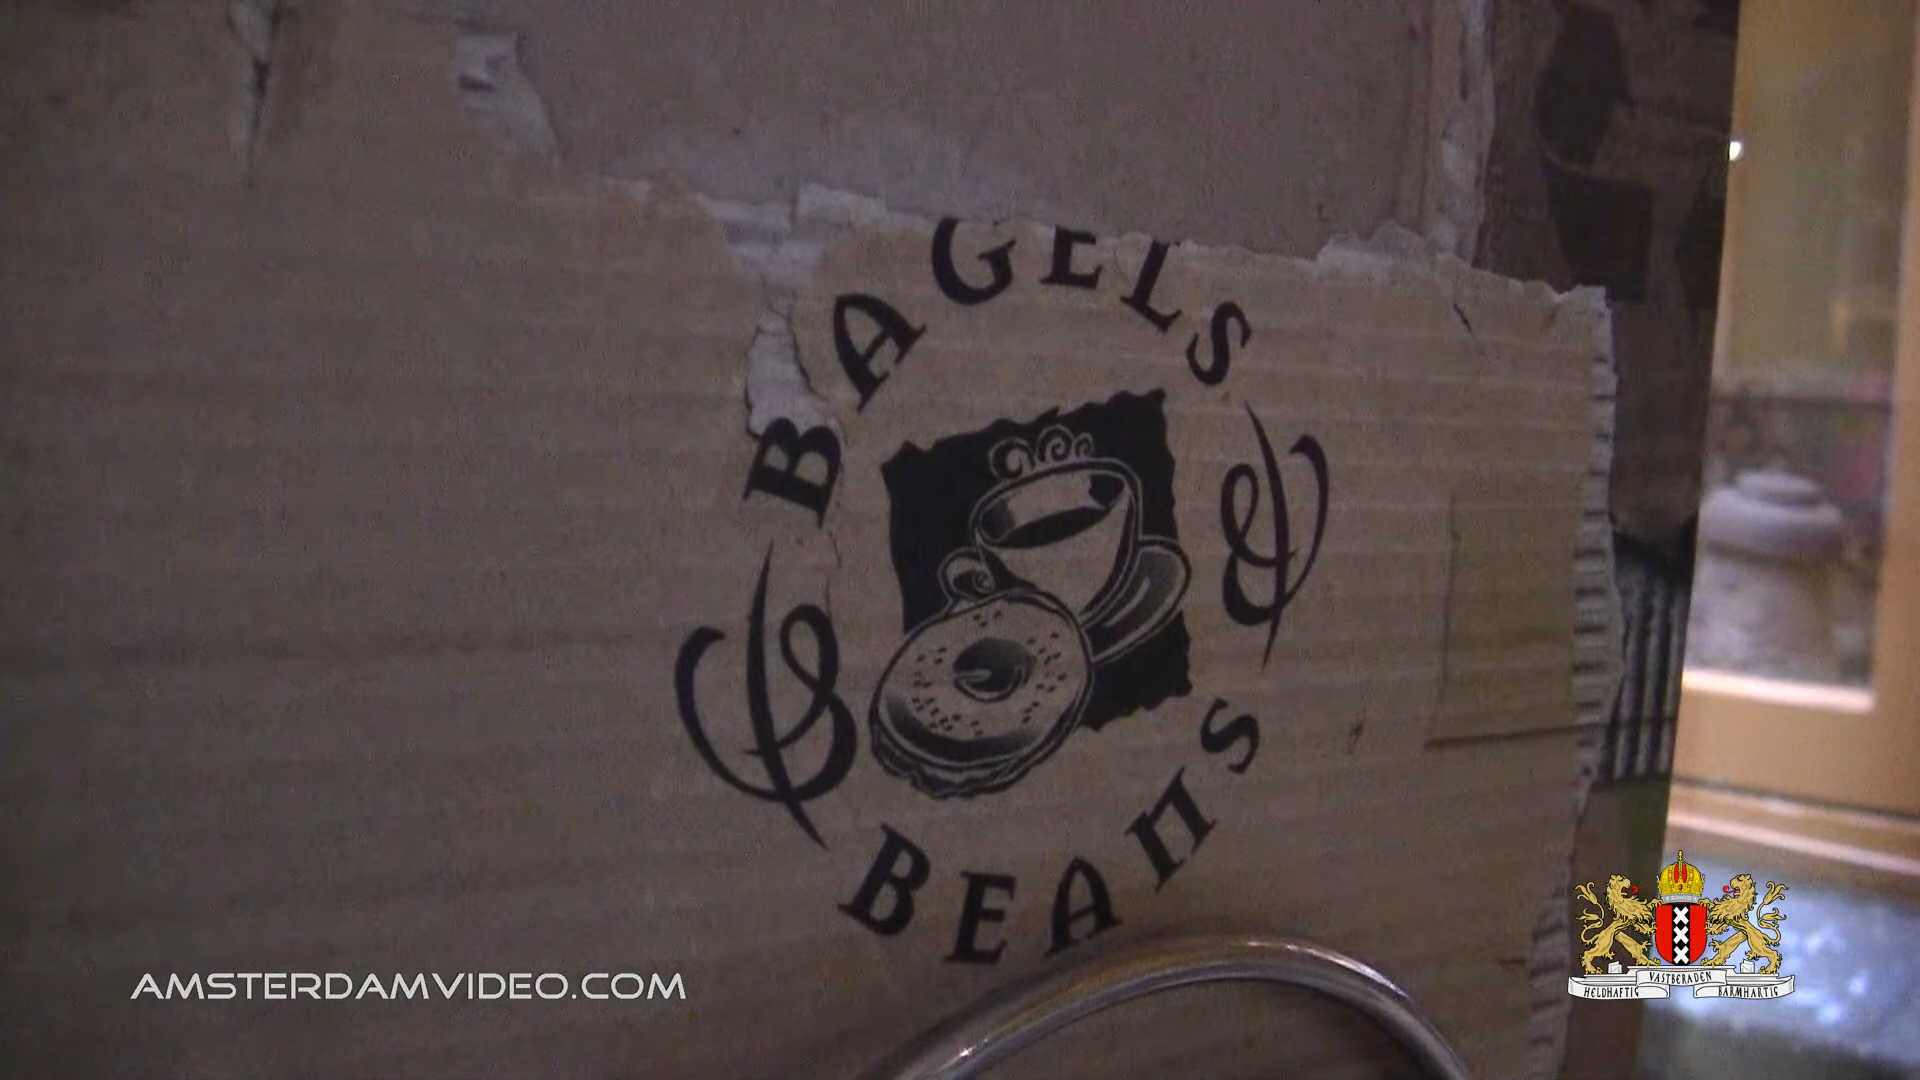 BAGELS
&
&
BEANS
AMSTERDAMVIDEO.COM
HELDHAFTIG VASTBERADEN BARMHARTIG